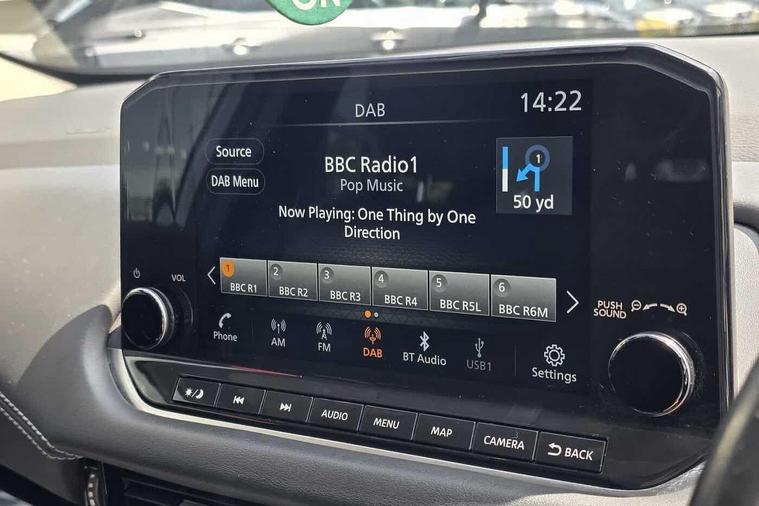 ON
DAB
14:22
Source
DAB Menu
BBC Radio1
Pop Music
Now Playing: One Thing by One
Direction
1
50 yd
1 BBC R1
2 BBC R2
3 BBC R3
4 BBC R4
5 BBC R5L
6 BBC R6M
Phone
AM
FM
DAB
BT Audio
USB1
Settings
VOL
PUSH
SOUND
AUDIO
MENU
MAP
CAMERA
BACK